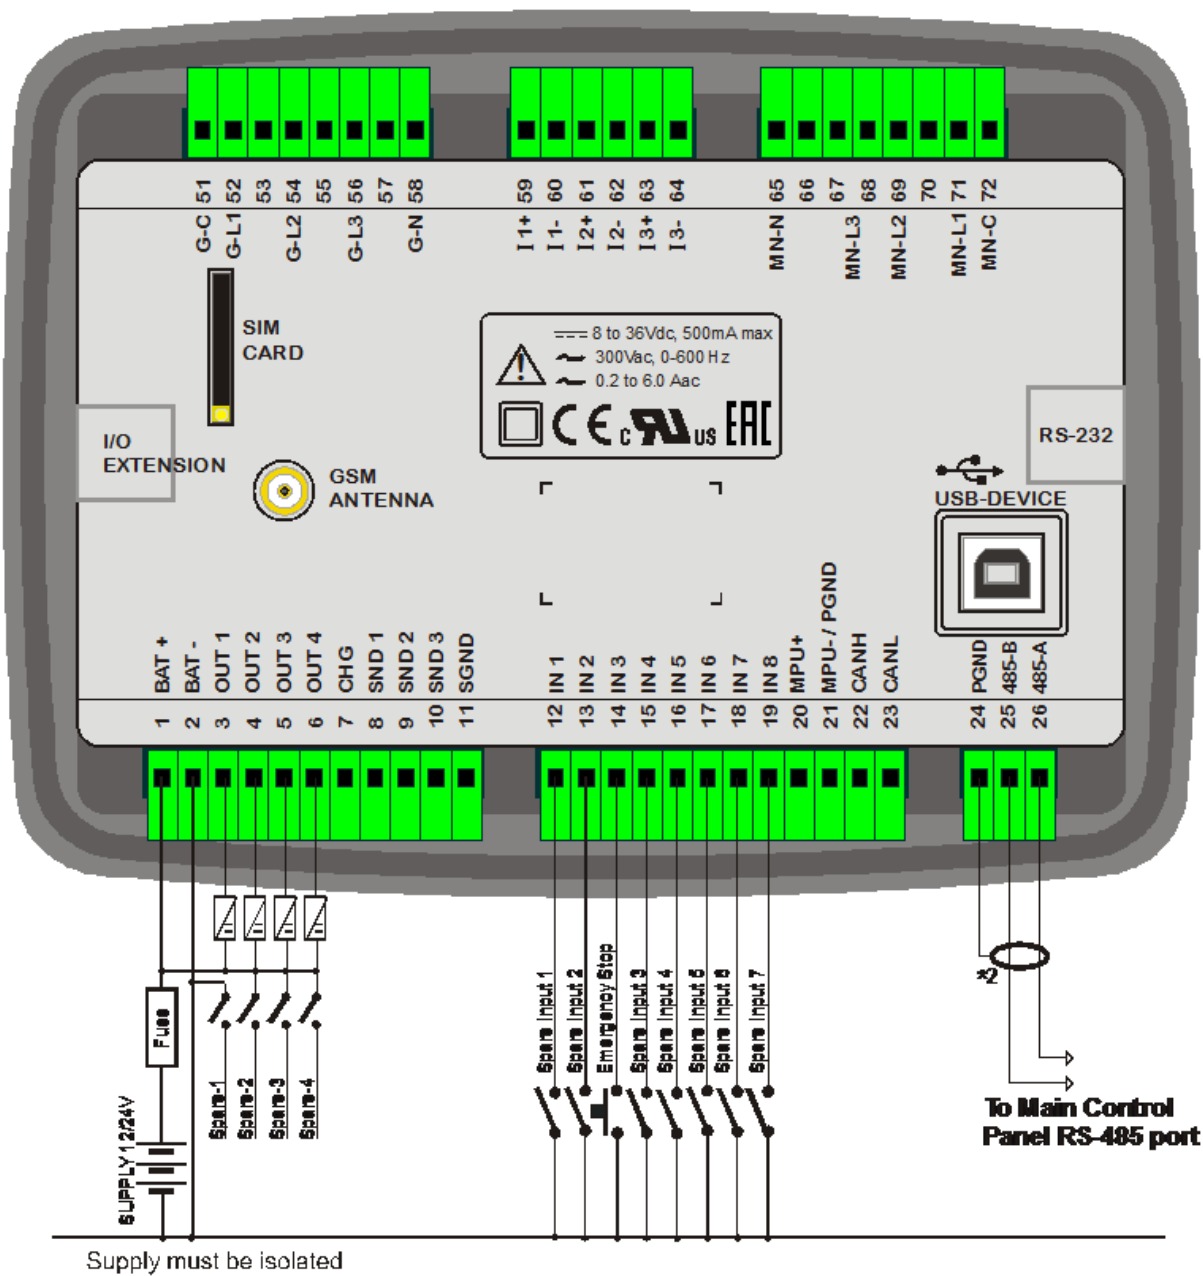 51 52 53 54 55 56 57 58
G-C G-L1 G-L2 G-L3 G-N
59 60 61 62 63 64
I1+ I1- I2+ I2- I3+ I3-
65 66 67 68 69 70 71 72
MN-N MN-L3 MN-L2 MN-L1 MN-C
SIM
CARD
8 to 36Vdc, 500mA max
300Vac, 0-600 Hz
0.2 to 6.0 Aac
CE c RU US EAC
I/O
EXTENSION
GSM
ANTENNA
RS-232
USB-DEVICE
BAT + BAT - OUT 1 OUT 2 OUT 3 OUT 4 CHG SND 1 SND 2 SND 3 SGND
1 2 3 4 5 6 7 8 9 10 11
IN 1 IN 2 IN 3 IN 4 IN 5 IN 6 IN 7 IN 8 MPU+ MPU- / PGND CANH CANL
12 13 14 15 16 17 18 19 20 21 22 23
PGND 485-B 485-A
24 25 26
Fuse
SUPPLY 12/24V
Spare-1
Spare-2
Spare-3
Spare-4
Spare Input 1
Spare Input 2
Emergency Stop
Spare Input 3
Spare Input 4
Spare Input 5
Spare Input 6
Spare Input 7
*2
To Main Control
Panel RS-485 port
Supply must be isolated